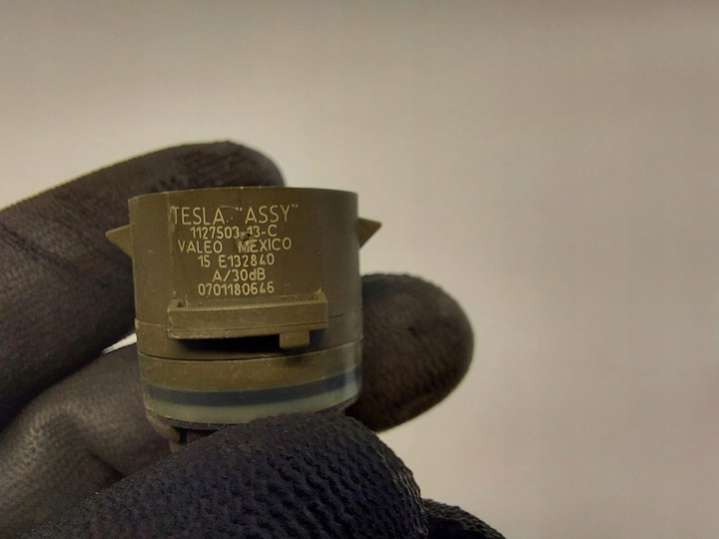 TESLA "ASSY"
1127503-13-C
VALEO MEXICO
15 E132840
A/30dB
0701180646